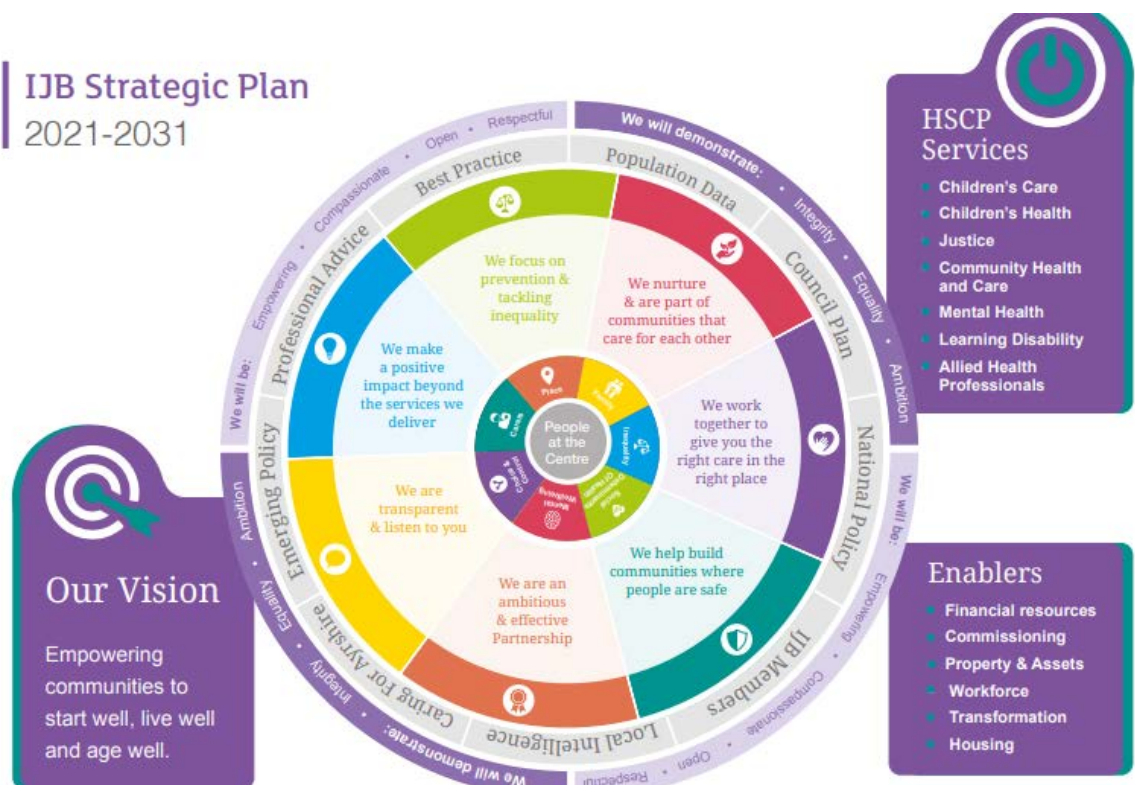 IJB Strategic Plan
2021-2031
We will be: • Empowering • Compassionate • Open • Respectful
We will demonstrate: • Integrity • Equality • Ambition
We will be: Empowering • Compassionate • Open • Respectful
We will demonstrate: • Integrity • Equality • Ambition
Best Practice
Population Data
Council Plan
National Policy
IJB Members
Local Intelligence
Caring For Ayrshire
Emerging Policy
Professional Advice
We focus on
prevention &
tackling
inequality
We nurture
& are part of
communities that
care for each other
We work
together to
give you the
right care in the
right place
We help build
communities where
people are safe
We are an
ambitious
& effective
Partnership
We are
transparent
& listen to you
We make
a positive
impact beyond
the services we
deliver
Place
Family
Inequality
Social
Determinants
Of Health
Mental
Wellbeing
Choice &
Control
Carers
People
at the
Centre
HSCP
Services
Children's Care
Children's Health
Justice
Community Health
and Care
Mental Health
Learning Disability
Allied Health
Professionals
Our Vision
Empowering
communities to
start well, live well
and age well.
Enablers
Financial resources
Commissioning
Property & Assets
Workforce
Transformation
Housing